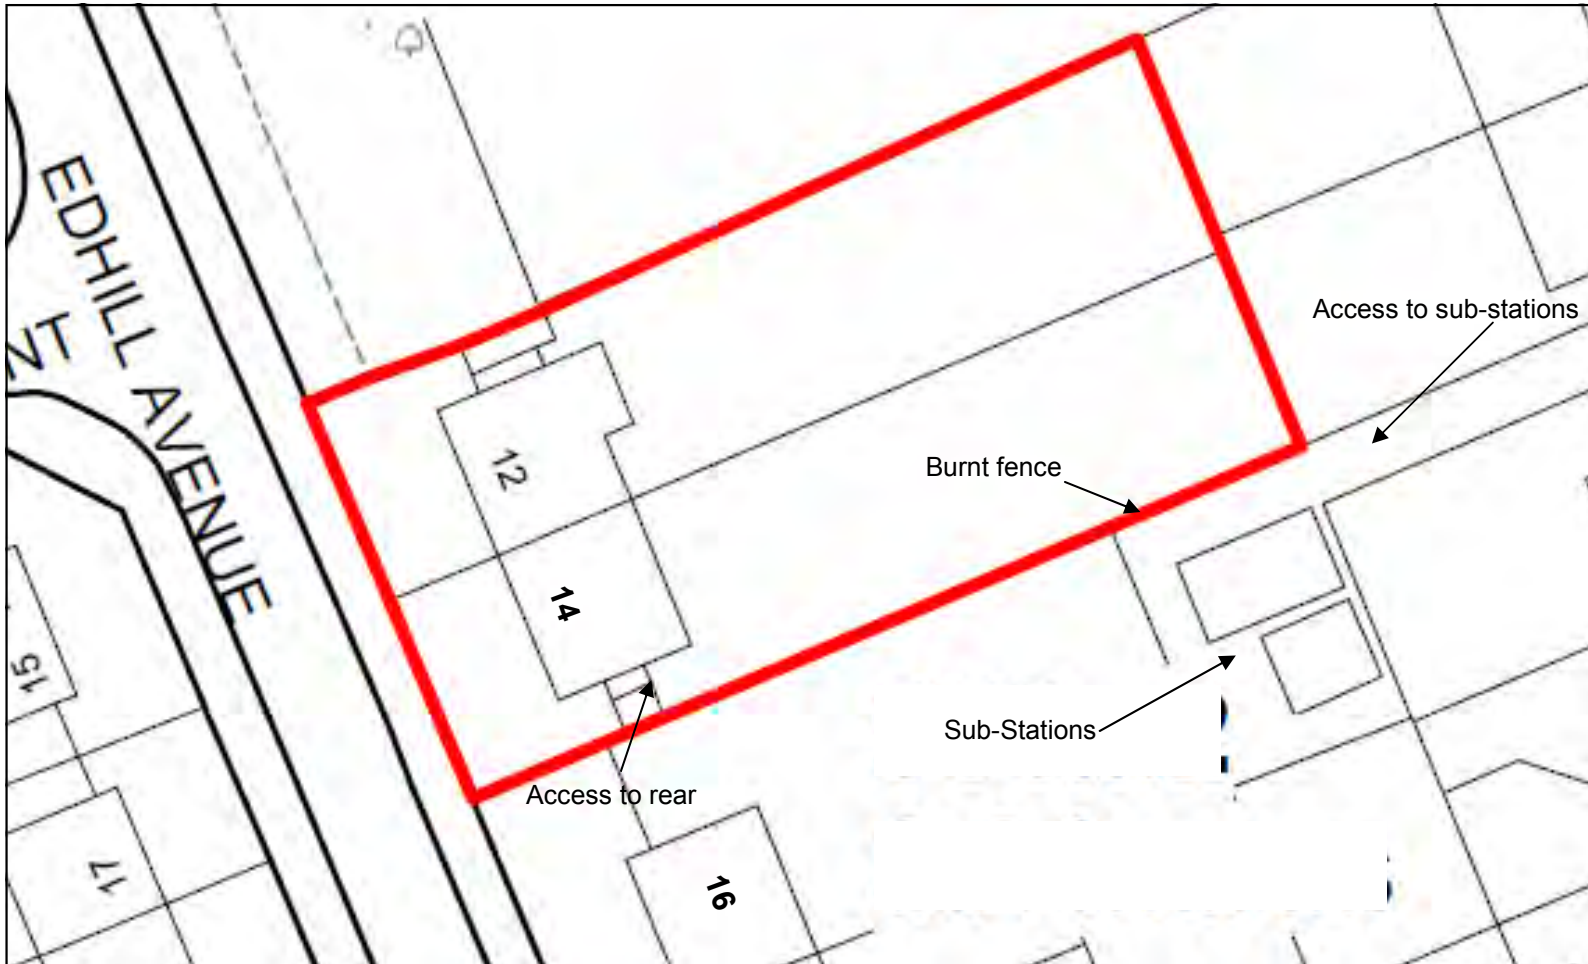 EDHILL AVENUE
NT
12
14
15
17
16
Access to sub-stations
Burnt fence
Sub-Stations
Access to rear